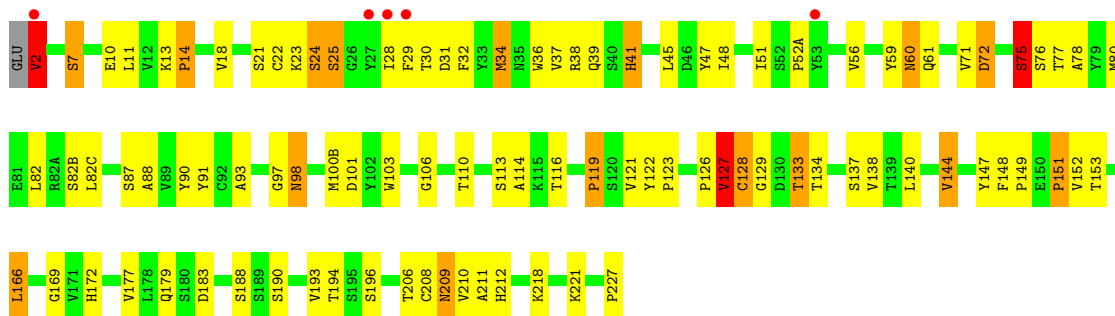 GLU V2 S7 E10 L11 V12 K13 P14 V18 S21 C22 K23 S24 S25 G26 Y27 I28 F29 T30 D31 F32 Y33 M34 N35 W36 V37 R38 Q39 S40 H41 L45 D46 Y47 I48 I51 S52 P52A Y53 V56 Y59 N60 Q61 V71 D72 S75 S76 T77 A78 Y79 M80
E81 L82 R82A S82B L82C S87 A88 V89 Y90 Y91 C92 A93 G97 N98 M100B D101 Y102 W103 G106 T110 S113 A114 K115 T116 P119 S120 V121 Y122 P123 P126 V127 C128 G129 D130 T133 T134 S137 V138 T139 L140 V144 Y147 F148 P149 E150 P151 V152 T153
L166 G169 V171 H172 V177 L178 Q179 S180 D183 S188 S189 S190 V193 T194 S195 S196 T206 C208 N209 V210 A211 H212 K218 K221 P227